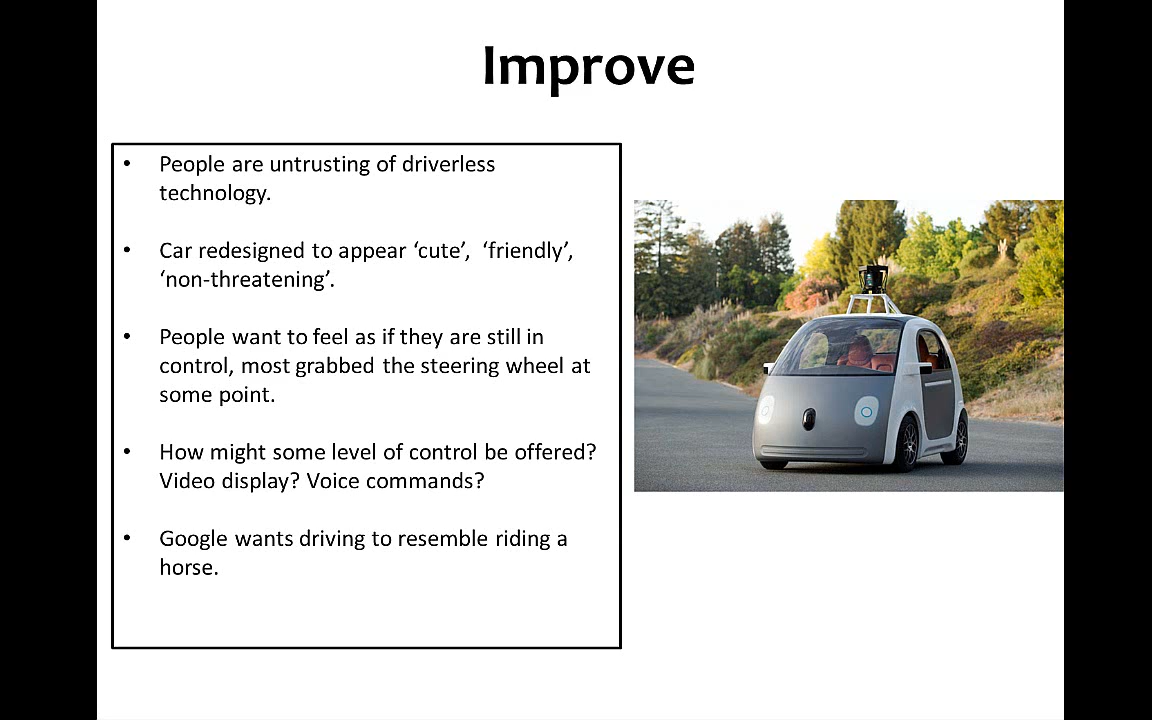 Improve
• People are untrusting of driverless
technology.
• Car redesigned to appear ‘cute’,  ‘friendly’,
‘non-threatening’.
• People want to feel as if they are still in
control, most grabbed the steering wheel at
some point.
• How might some level of control be offered?
Video display? Voice commands?
• Google wants driving to resemble riding a
horse.